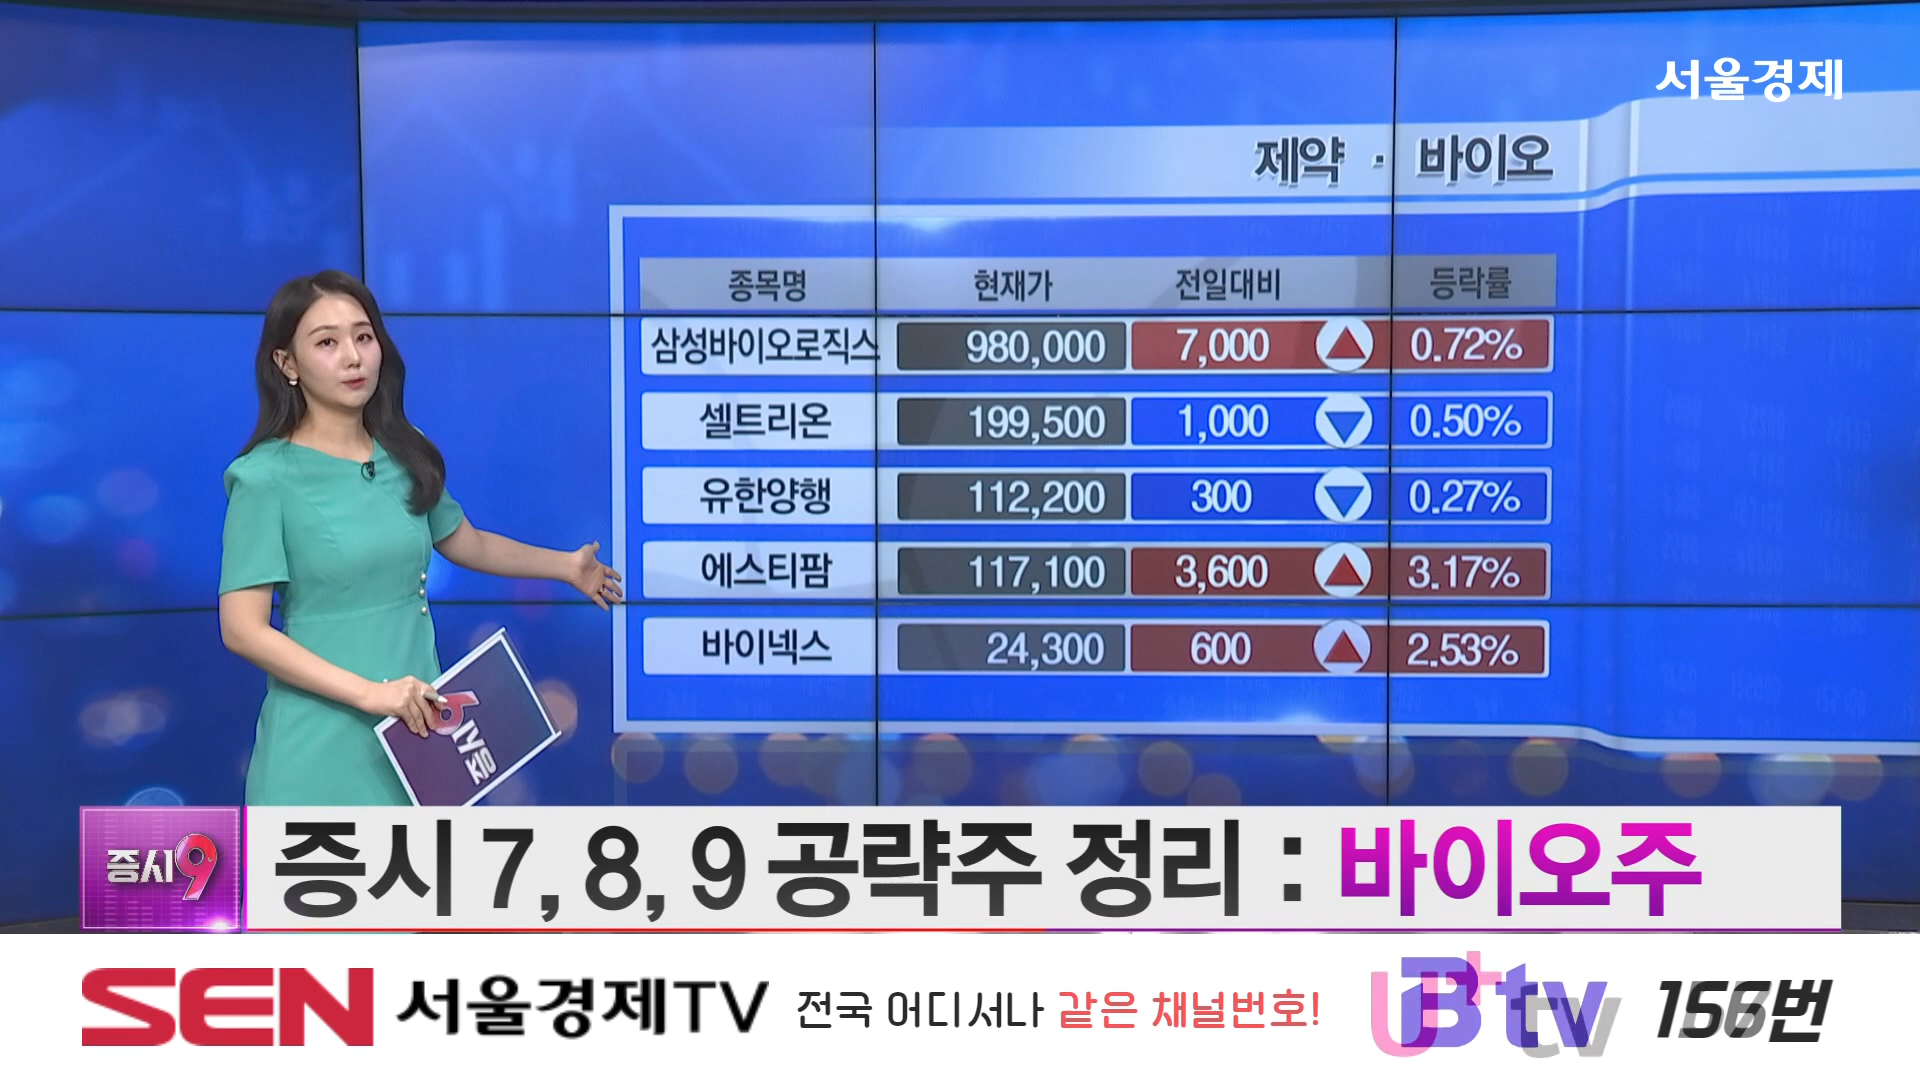 서울경제
제약 · 바이오
종목명 현재가 전일대비 등락률
삼성바이오로직스 980,000 7,000 ▲ 0.72%
셀트리온 199,500 1,000 ▼ 0.50%
유한양행 112,200 300 ▼ 0.27%
에스티팜 117,100 3,600 ▲ 3.17%
바이넥스 24,300 600 ▲ 2.53%
증시9
증시9
증시 7, 8, 9 공략주 정리 : 바이오주
SEN 서울경제TV 전국 어디서나 같은 채널번호! 번